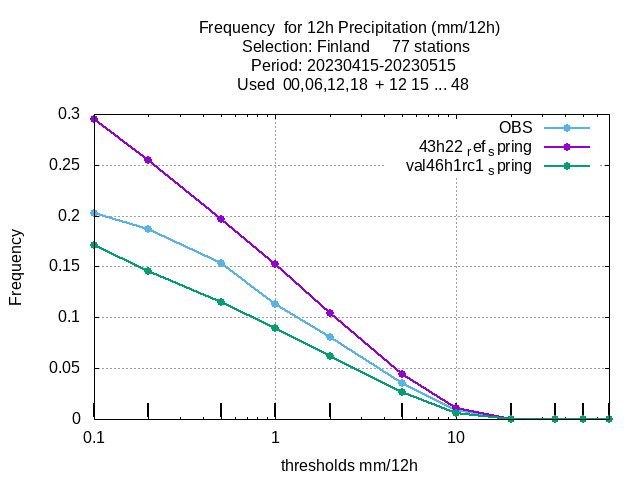 Frequency  for 12h Precipitation (mm/12h)
Selection: Finland     77 stations
Period: 20230415-20230515
Used  00,06,12,18  + 12 15 ... 48
OBS
43h22 ref spring
val46h1rc1 spring
0.3
0.25
0.2
0.15
0.1
0.05
0
Frequency
0.1 1 10
thresholds mm/12h